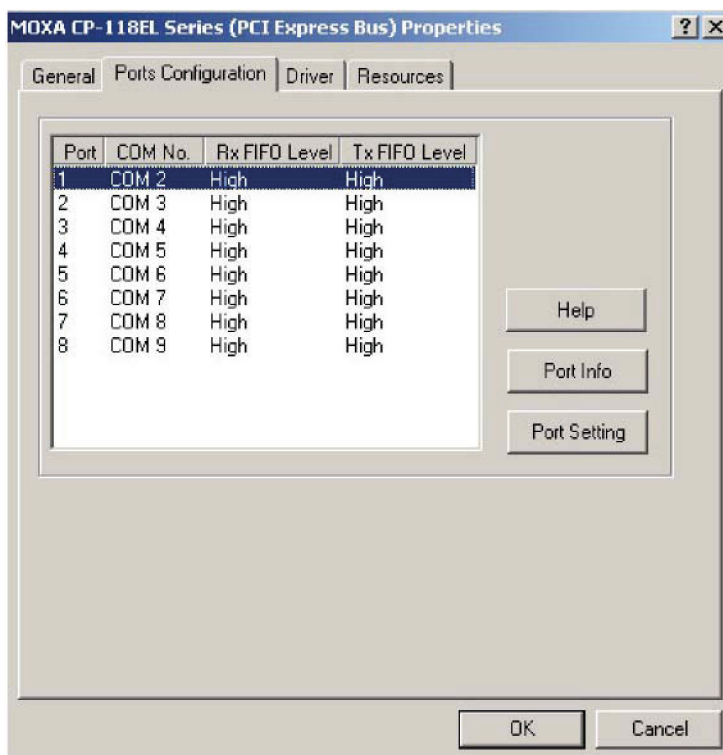 MOXA CP-118EL Series (PCI Express Bus) Properties
General Ports Configuration Driver Resources
Port COM No. Rx FIFO Level Tx FIFO Level
1 COM 2 High High
2 COM 3 High High
3 COM 4 High High
4 COM 5 High High
5 COM 6 High High
6 COM 7 High High
7 COM 8 High High
8 COM 9 High High
Help
Port Info
Port Setting
OK Cancel